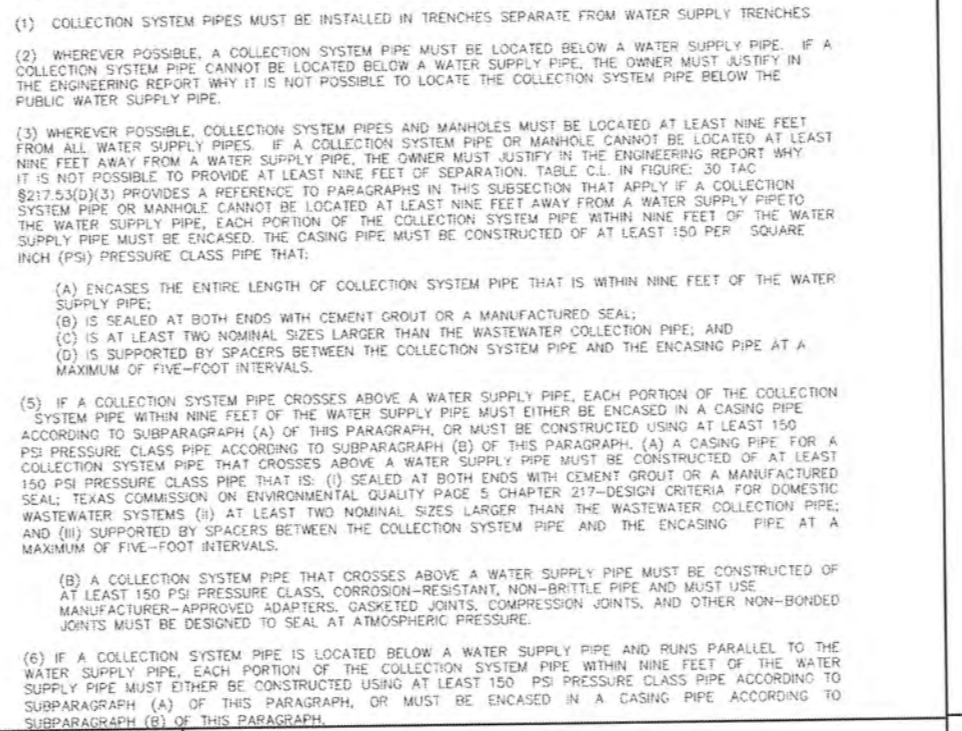 (1) COLLECTION SYSTEM PIPES MUST BE INSTALLED IN TRENCHES SEPARATE FROM WATER SUPPLY TRENCHES
(2) WHEREVER POSSIBLE, A COLLECTION SYSTEM PIPE MUST BE LOCATED BELOW A WATER SUPPLY PIPE. IF A
COLLECTION SYSTEM PIPE CANNOT BE LOCATED BELOW A WATER SUPPLY PIPE, THE OWNER MUST JUSTIFY IN
THE ENGINEERING REPORT WHY IT IS NOT POSSIBLE TO LOCATE THE COLLECTION SYSTEM PIPE BELOW THE
PUBLIC WATER SUPPLY PIPE.
(3) WHEREVER POSSIBLE, COLLECTION SYSTEM PIPES AND MANHOLES MUST BE LOCATED AT LEAST NINE FEET
FROM ALL WATER SUPPLY PIPES. IF A COLLECTION SYSTEM PIPE OR MANHOLE CANNOT BE LOCATED AT LEAST
NINE FEET AWAY FROM A WATER SUPPLY PIPE, THE OWNER MUST JUSTIFY IN THE ENGINEERING REPORT WHY
IT IS NOT POSSIBLE TO PROVIDE AT LEAST NINE FEET OF SEPARATION. TABLE C.L. IN FIGURE: 30 TAC
§217.53(D)(3) PROVIDES A REFERENCE TO PARAGRAPHS IN THIS SUBSECTION THAT APPLY IF A COLLECTION
SYSTEM PIPE OR MANHOLE CANNOT BE LOCATED AT LEAST NINE FEET AWAY FROM A WATER SUPPLY PIPETO
THE WATER SUPPLY PIPE, EACH PORTION OF THE COLLECTION SYSTEM PIPE WITHIN NINE FEET OF THE WATER
SUPPLY PIPE MUST BE ENCASED. THE CASING PIPE MUST BE CONSTRUCTED OF AT LEAST 150 PER SQUARE
INCH (PSI) PRESSURE CLASS PIPE THAT:
(A) ENCASES THE ENTIRE LENGTH OF COLLECTION SYSTEM PIPE THAT IS WITHIN NINE FEET OF THE WATER
SUPPLY PIPE;
(B) IS SEALED AT BOTH ENDS WITH CEMENT GROUT OR A MANUFACTURED SEAL;
(C) IS AT LEAST TWO NOMINAL SIZES LARGER THAN THE WASTEWATER COLLECTION PIPE; AND
(D) IS SUPPORTED BY SPACERS BETWEEN THE COLLECTION SYSTEM PIPE AND THE ENCASING PIPE AT A
MAXIMUM OF FIVE-FOOT INTERVALS.
(5) IF A COLLECTION SYSTEM PIPE CROSSES ABOVE A WATER SUPPLY PIPE, EACH PORTION OF THE COLLECTION
SYSTEM PIPE WITHIN NINE FEET OF THE WATER SUPPLY PIPE MUST EITHER BE ENCASED IN A CASING PIPE
ACCORDING TO SUBPARAGRAPH (A) OF THIS PARAGRAPH, OR MUST BE CONSTRUCTED USING AT LEAST 150
PSI PRESSURE CLASS PIPE ACCORDING TO SUBPARAGRAPH (B) OF THIS PARAGRAPH. (A) A CASING PIPE FOR A
COLLECTION SYSTEM PIPE THAT CROSSES ABOVE A WATER SUPPLY PIPE MUST BE CONSTRUCTED OF AT LEAST
150 PSI PRESSURE CLASS PIPE THAT IS: (i) SEALED AT BOTH ENDS WITH CEMENT GROUT OR A MANUFACTURED
SEAL; TEXAS COMMISSION ON ENVIRONMENTAL QUALITY PAGE 5 CHAPTER 217-DESIGN CRITERIA FOR DOMESTIC
WASTEWATER SYSTEMS (ii) AT LEAST TWO NOMINAL SIZES LARGER THAN THE WASTEWATER COLLECTION PIPE;
AND (III) SUPPORTED BY SPACERS BETWEEN THE COLLECTION SYSTEM PIPE AND THE ENCASING PIPE AT A
MAXIMUM OF FIVE-FOOT INTERVALS.
(B) A COLLECTION SYSTEM PIPE THAT CROSSES ABOVE A WATER SUPPLY PIPE MUST BE CONSTRUCTED OF
AT LEAST 150 PSI PRESSURE CLASS, CORROSION-RESISTANT, NON-BRITTLE PIPE AND MUST USE
MANUFACTURER-APPROVED ADAPTERS. GASKETED JOINTS, COMPRESSION JOINTS, AND OTHER NON-BONDED
JOINTS MUST BE DESIGNED TO SEAL AT ATMOSPHERIC PRESSURE.
(6) IF A COLLECTION SYSTEM PIPE IS LOCATED BELOW A WATER SUPPLY PIPE AND RUNS PARALLEL TO THE
WATER SUPPLY PIPE, EACH PORTION OF THE COLLECTION SYSTEM PIPE WITHIN NINE FEET OF THE WATER
SUPPLY PIPE MUST EITHER BE CONSTRUCTED USING AT LEAST 150 PSI PRESSURE CLASS PIPE ACCORDING TO
SUBPARAGRAPH (A) OF THIS PARAGRAPH, OR MUST BE ENCASED IN A CASING PIPE ACCORDING TO
SUBPARAGRAPH (B) OF THIS PARAGRAPH.